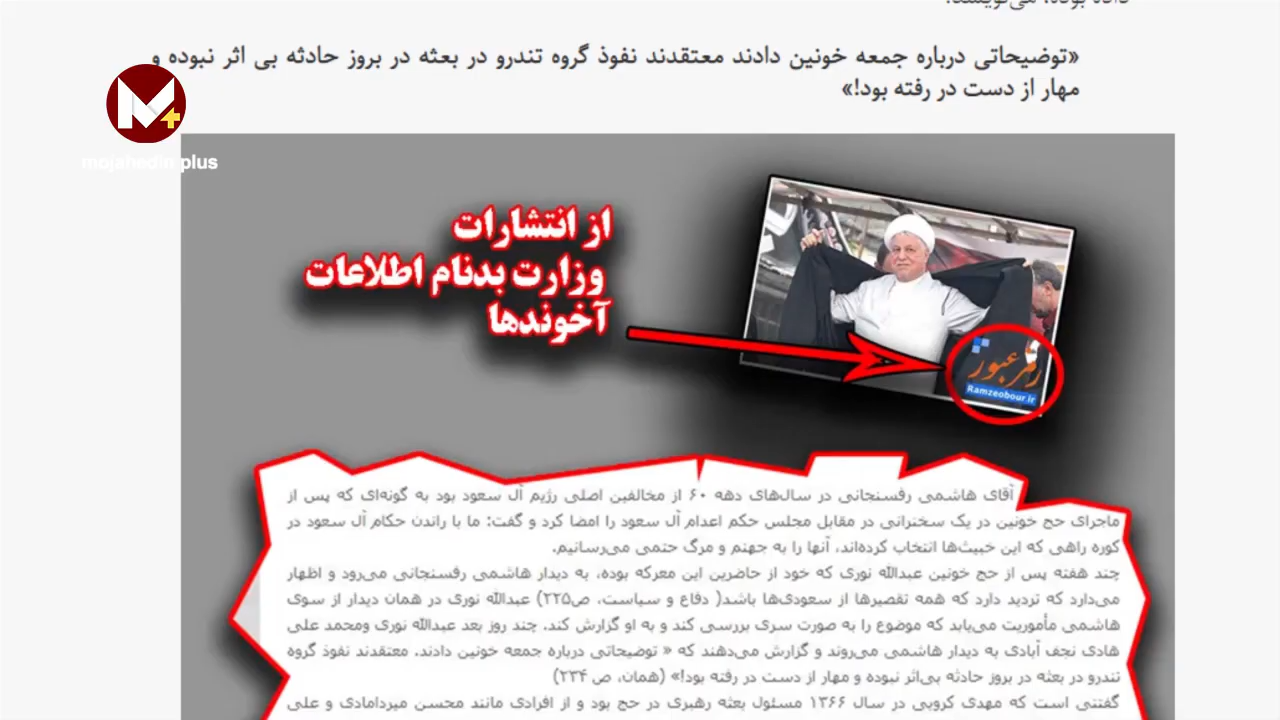 «توضیحاتی درباره جمعه خونین دادند معتقدند نفوذ گروه تندرو در بعثه در بروز حادثه بی اثر نبوده و
مهار از دست در رفته بود!»
mojahedin plus
از انتشارات
وزارت بدنام اطلاعات
آخوندها
رمز عبور
Ramzeobour.ir
آقای هاشمی رفسنجانی در سال‌های دهه ۶۰ از مخالفین اصلی رژیم آل سعود بود به گونه‌ای که پس از
ماجرای حج خونین در یک سخنرانی در مقابل مجلس حکم اعدام آل سعود را امضا کرد و گفت: ما با راندن حکام آل سعود در
کوره راهی که این خبیث‌ها انتخاب کرده‌اند، آنها را به جهنم و مرگ حتمی می‌رسانیم.
چند هفته پس از حج خونین عبدالله نوری که خود از حاضرین این معرکه بوده، به دیدار هاشمی رفسنجانی می‌رود و اظهار
می‌دارد که تردید دارد که همه تقصیرها از سعودی‌ها باشد( دفاع و سیاست، ص۲۲۵) عبدالله نوری در همان دیدار از سوی
هاشمی مأموریت می‌یابد که موضوع را به صورت سری بررسی کند و به او گزارش کند. چند روز بعد عبدالله نوری ومحمد علی
هادی نجف آبادی به دیدار هاشمی می‌روند و گزارش می‌دهند که « توضیحاتی درباره جمعه خونین دادند. معتقدند نفوذ گروه
تندرو در بعثه در بروز حادثه بی‌اثر نبوده و مهار از دست در رفته بود!» (همان، ص ۲۳۴)
گفتنی است که مهدی کروبی در سال ۱۳۶۶ مسئول بعثه رهبری در حج بود و از افرادی مانند محسن میردامادی و علی